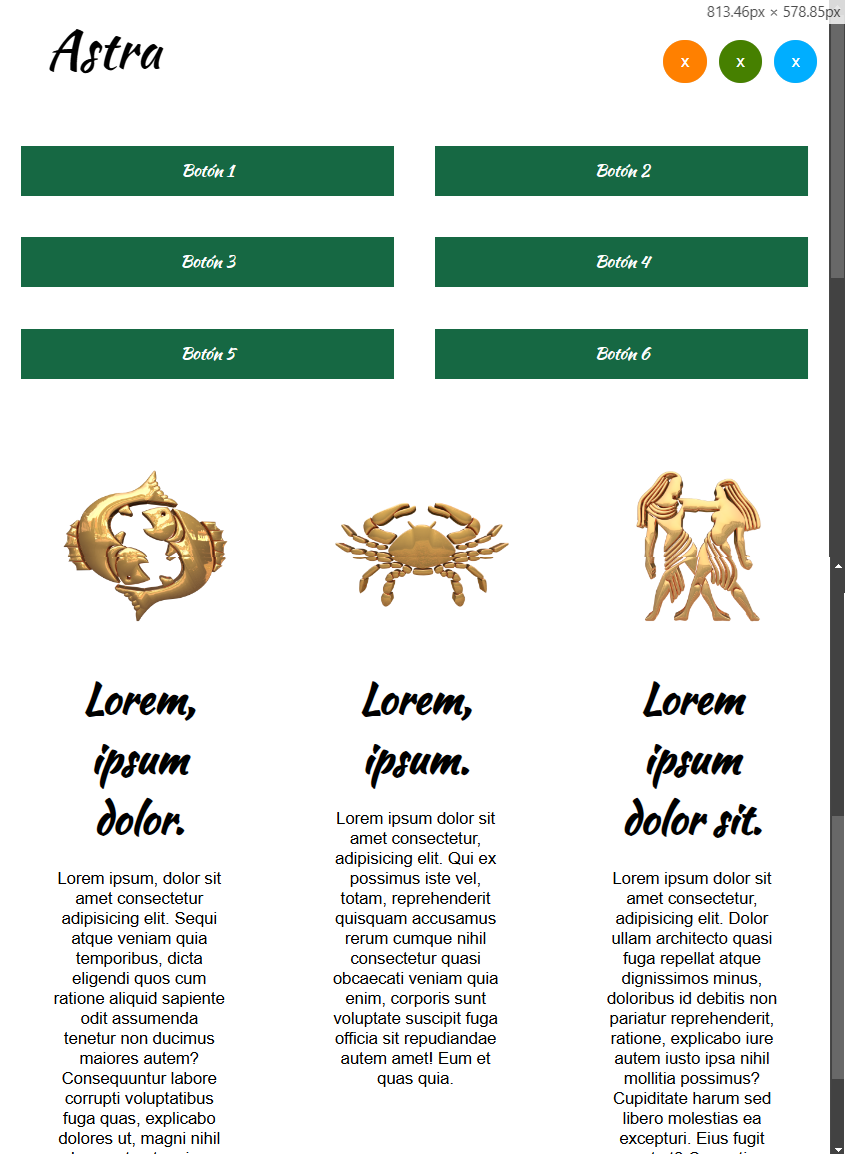 813.46px × 578.85px
Astra
x x x
Botón 1
Botón 2
Botón 3
Botón 4
Botón 5
Botón 6
Lorem,
ipsum
dolor.
Lorem ipsum, dolor sit
amet consectetur
adipisicing elit. Sequi
atque veniam quia
temporibus, dicta
eligendi quos cum
ratione aliquid sapiente
odit assumenda
tenetur non ducimus
maiores autem?
Consequuntur labore
corrupti voluptatibus
fuga quas, explicabo
dolores ut, magni nihil
Lorem,
ipsum.
Lorem ipsum dolor sit
amet consectetur,
adipisicing elit. Qui ex
possimus iste vel,
totam, reprehenderit
quisquam accusamus
rerum cumque nihil
consectetur quasi
obcaecati veniam quia
enim, corporis sunt
voluptate suscipit fuga
officia sit repudiandae
autem amet! Eum et
quas quia.
Lorem
ipsum
dolor sit.
Lorem ipsum dolor sit
amet consectetur,
adipisicing elit. Dolor
ullam architecto quasi
fuga repellat atque
dignissimos minus,
doloribus id debitis non
pariatur reprehenderit,
ratione, explicabo iure
autem iusto ipsa nihil
mollitia possimus?
Cupiditate harum sed
libero molestias ea
excepturi. Eius fugit